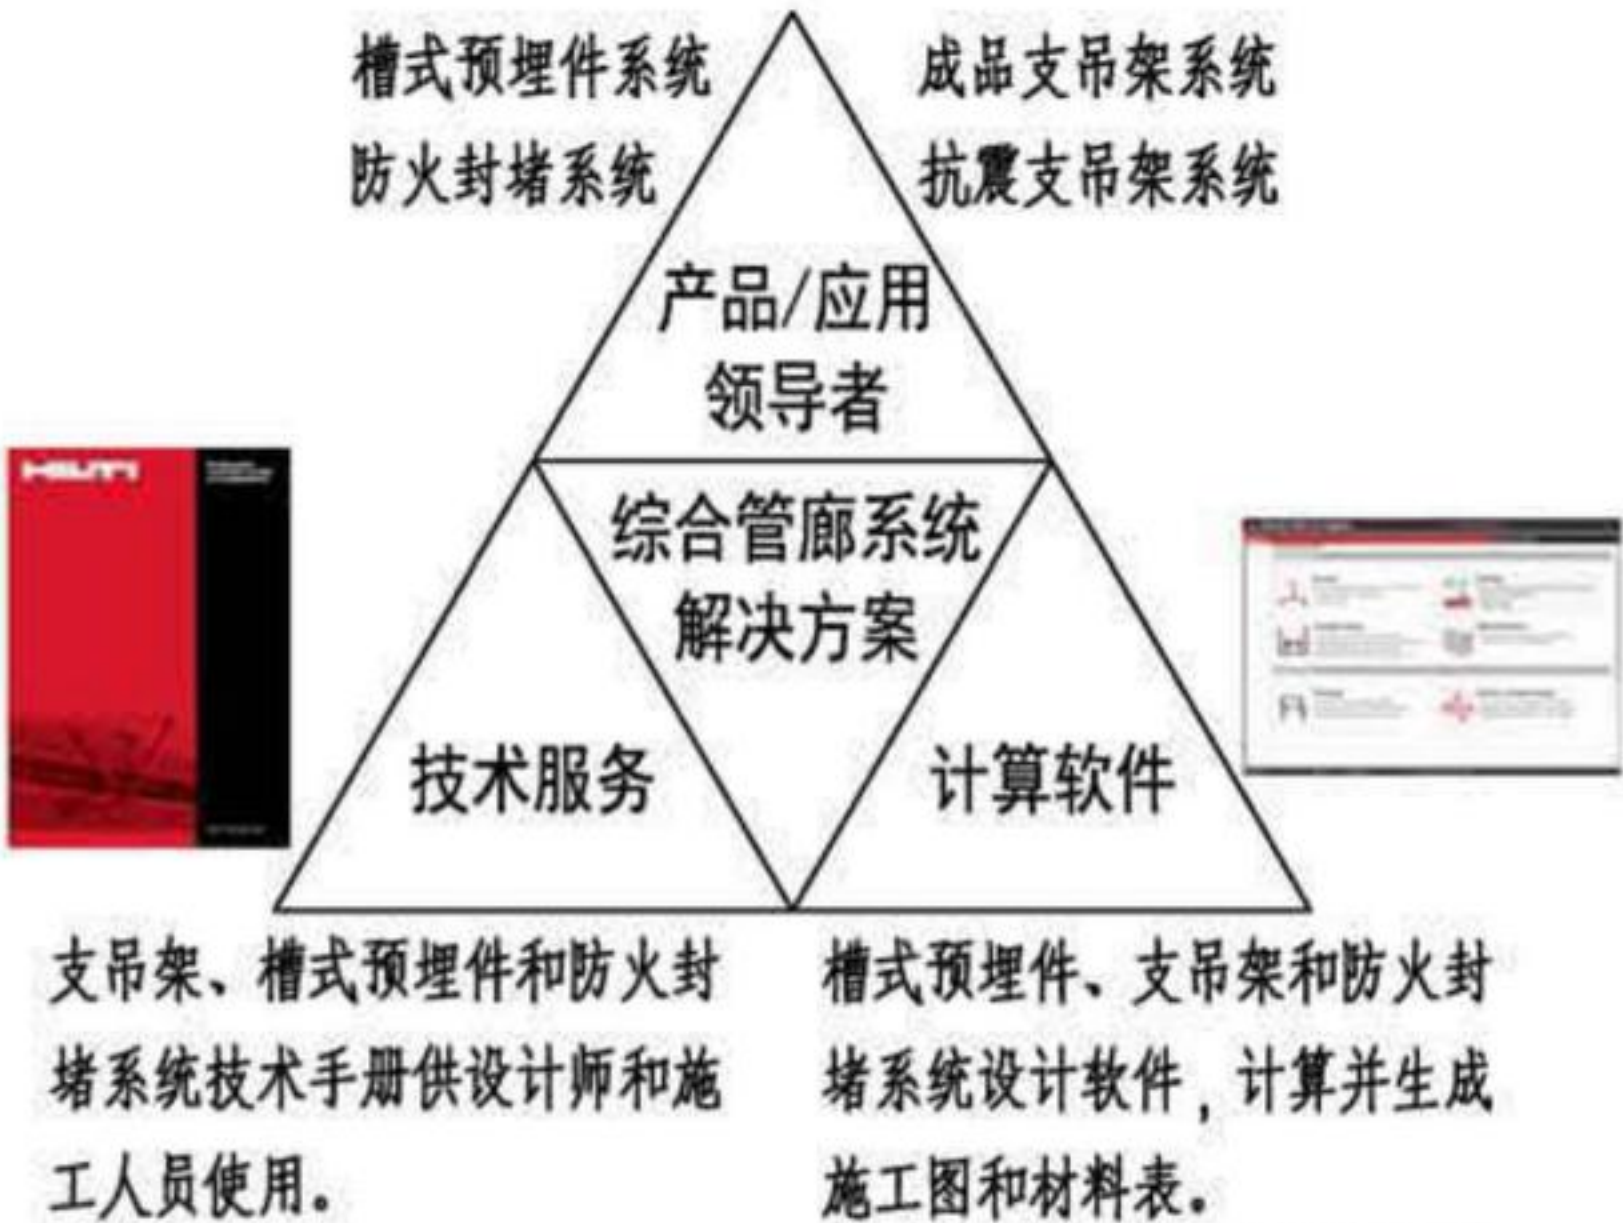 槽式预埋件系统
成品支吊架系统
防火封堵系统
抗震支吊架系统
产品/应用
领导者
HILTI
综合管廊系统
解决方案
技术服务
计算软件
支吊架、槽式预埋件和防火封
堵系统技术手册供设计师和施
工人员使用。
槽式预埋件、支吊架和防火封
堵系统设计软件,计算并生成
施工图和材料表。